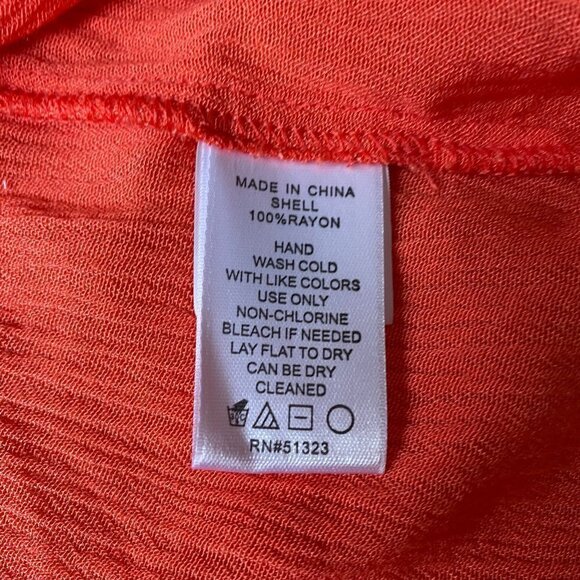 MADE IN CHINA
SHELL
100%RAYON
HAND
WASH COLD
WITH LIKE COLORS
USE ONLY
NON-CHLORINE
BLEACH IF NEEDED
LAY FLAT TO DRY
CAN BE DRY
CLEANED
RN#51323